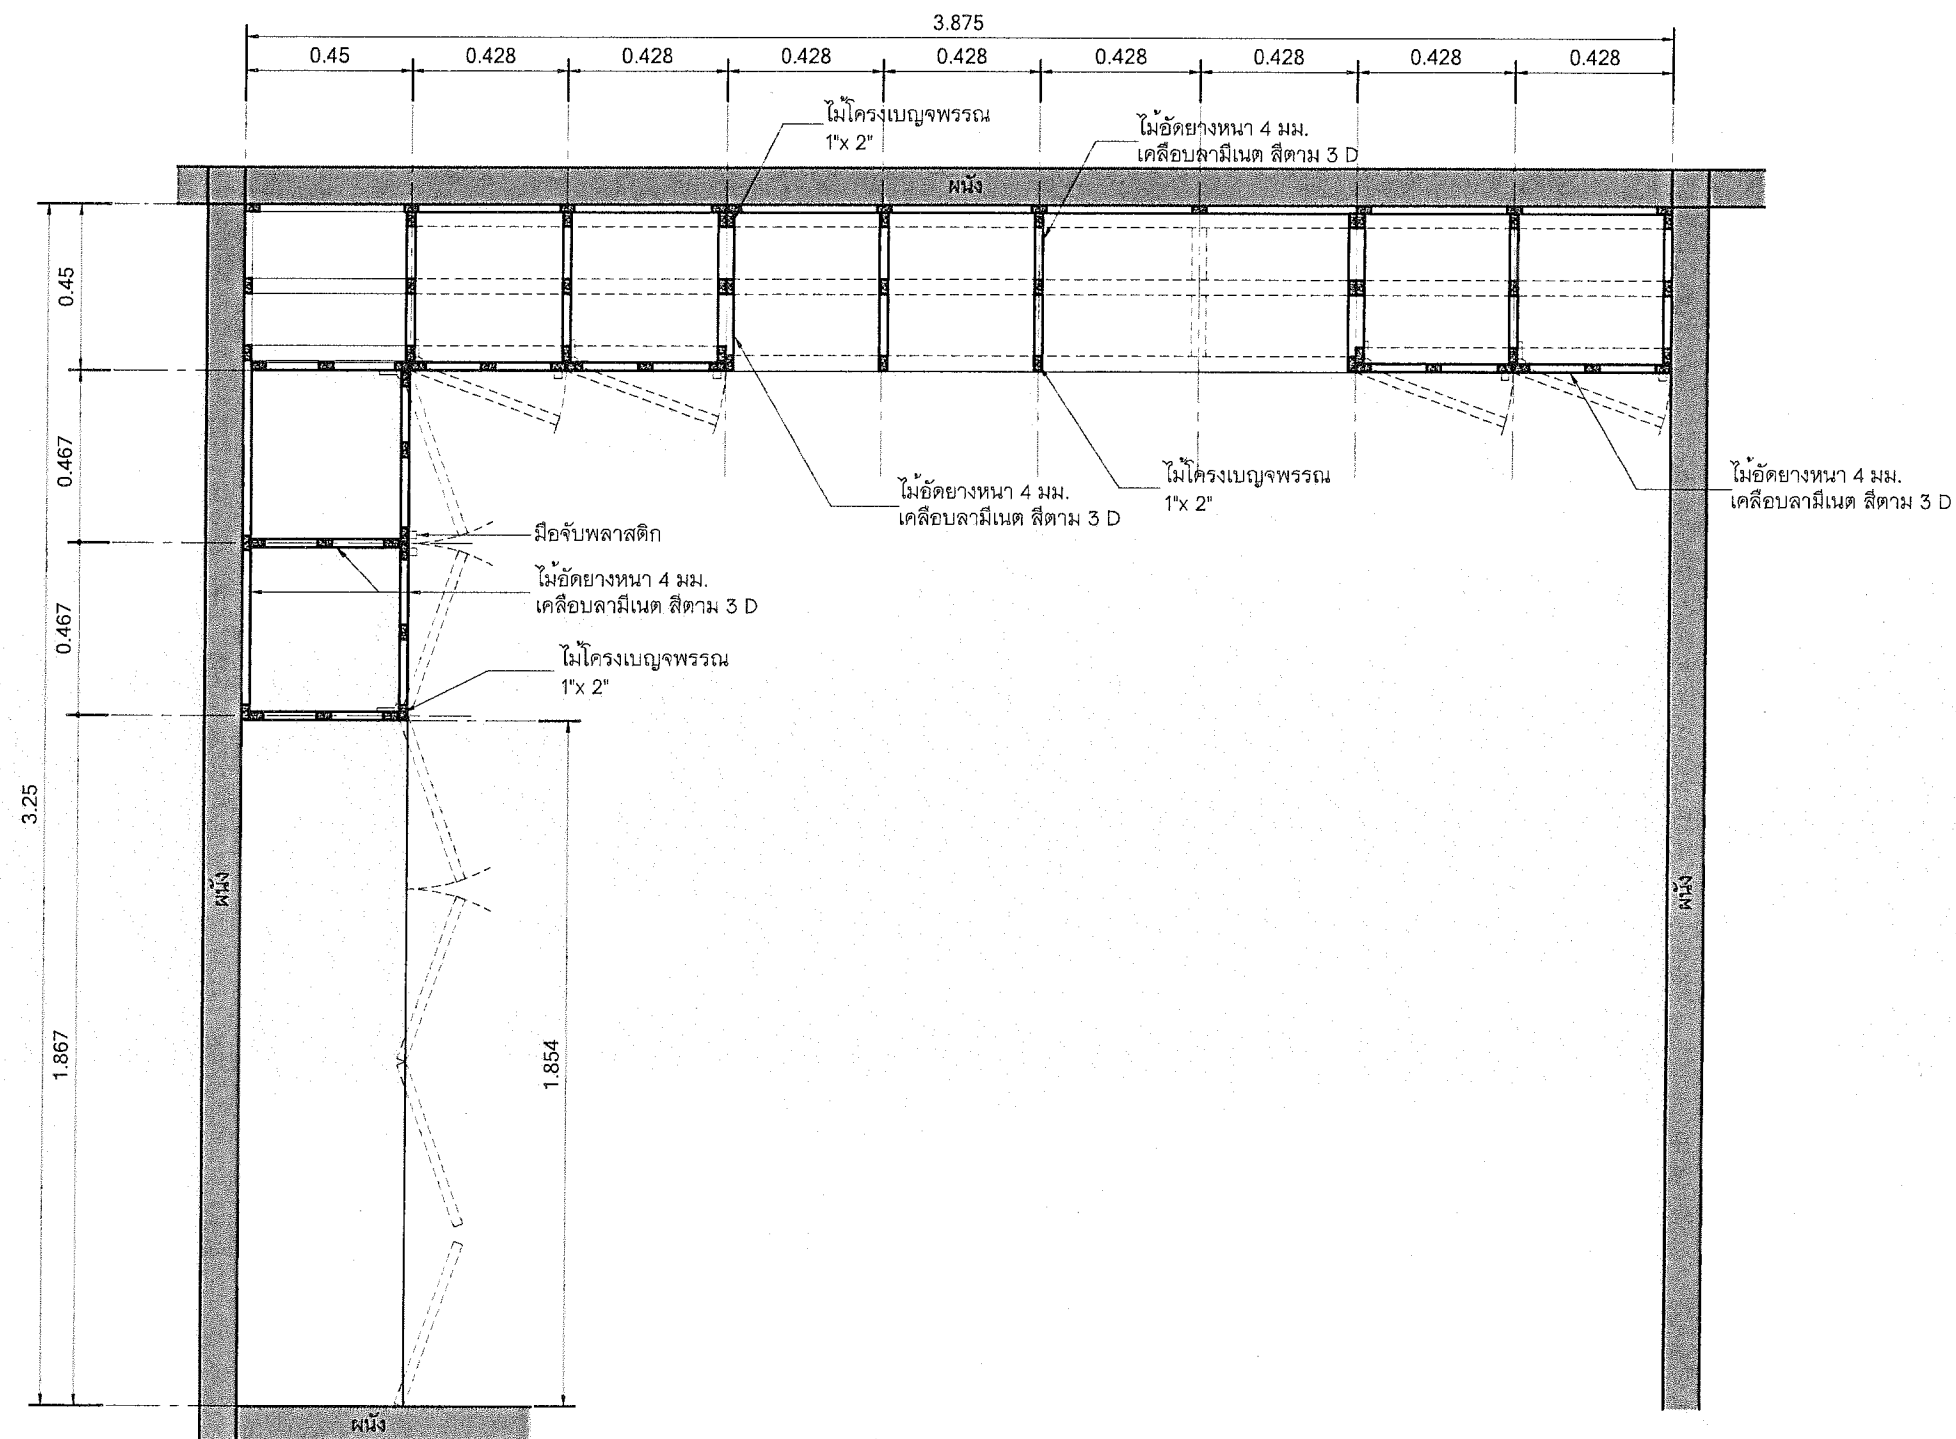 3.875
0.45 0.428 0.428 0.428 0.428 0.428 0.428 0.428 0.428
ไม้โครงเบญจพรรณ
1"x 2"
ไม้อัดยางหนา 4 มม.
เคลือบลามีเนต สีตาม 3 D
ผนัง
0.45
0.467
0.467
3.25
1.867
1.854
ไม้อัดยางหนา 4 มม.
เคลือบลามีเนต สีตาม 3 D
ไม้โครงเบญจพรรณ
1"x 2"
ไม้อัดยางหนา 4 มม.
เคลือบลามีเนต สีตาม 3 D
มือจับพลาสติก
ไม้อัดยางหนา 4 มม.
เคลือบลามีเนต สีตาม 3 D
ไม้โครงเบญจพรรณ
1"x 2"
ผนัง
ผนัง
ผนัง